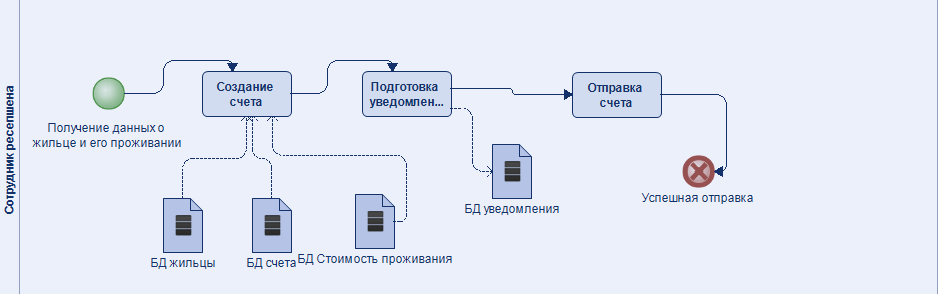 Сотрудник ресепшена
Получение данных о
жильце и его проживании
Создание
счета
Подготовка
уведомлен...
Отправка
счета
Успешная отправка
БД уведомления
БД жильцы
БД счета
БД Стоимость проживания